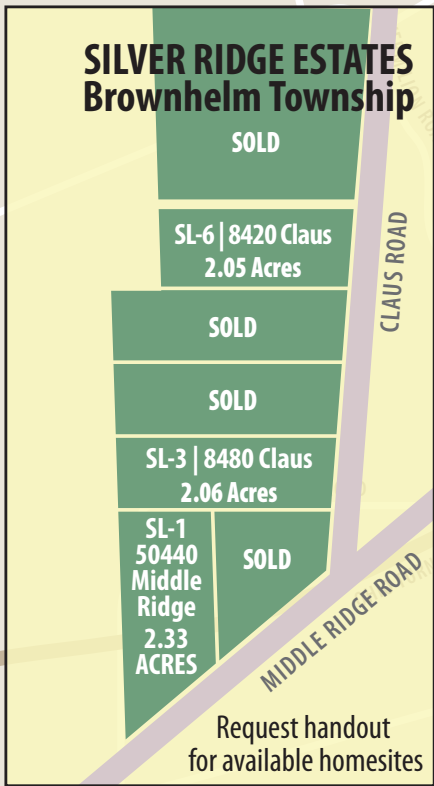 SILVER RIDGE ESTATES
Brownhelm Township
SOLD
SL-6 | 8420 Claus
2.05 Acres
CLAUS ROAD
SOLD
SOLD
SL-3 | 8480 Claus
2.06 Acres
SL-1
50440
Middle
Ridge
2.33
ACRES
SOLD
MIDDLE RIDGE ROAD
Request handout
for available homesites